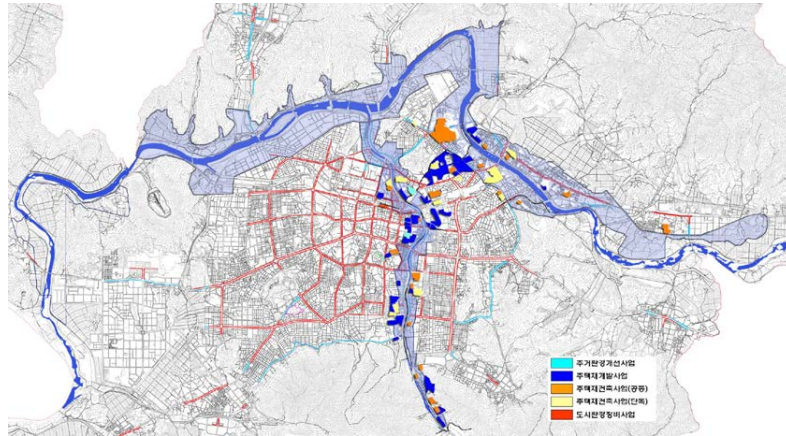 주거환경개선사업
주택재개발사업
주택재건축사업(공동)
주택재건축사업(단독)
도시환경정비사업